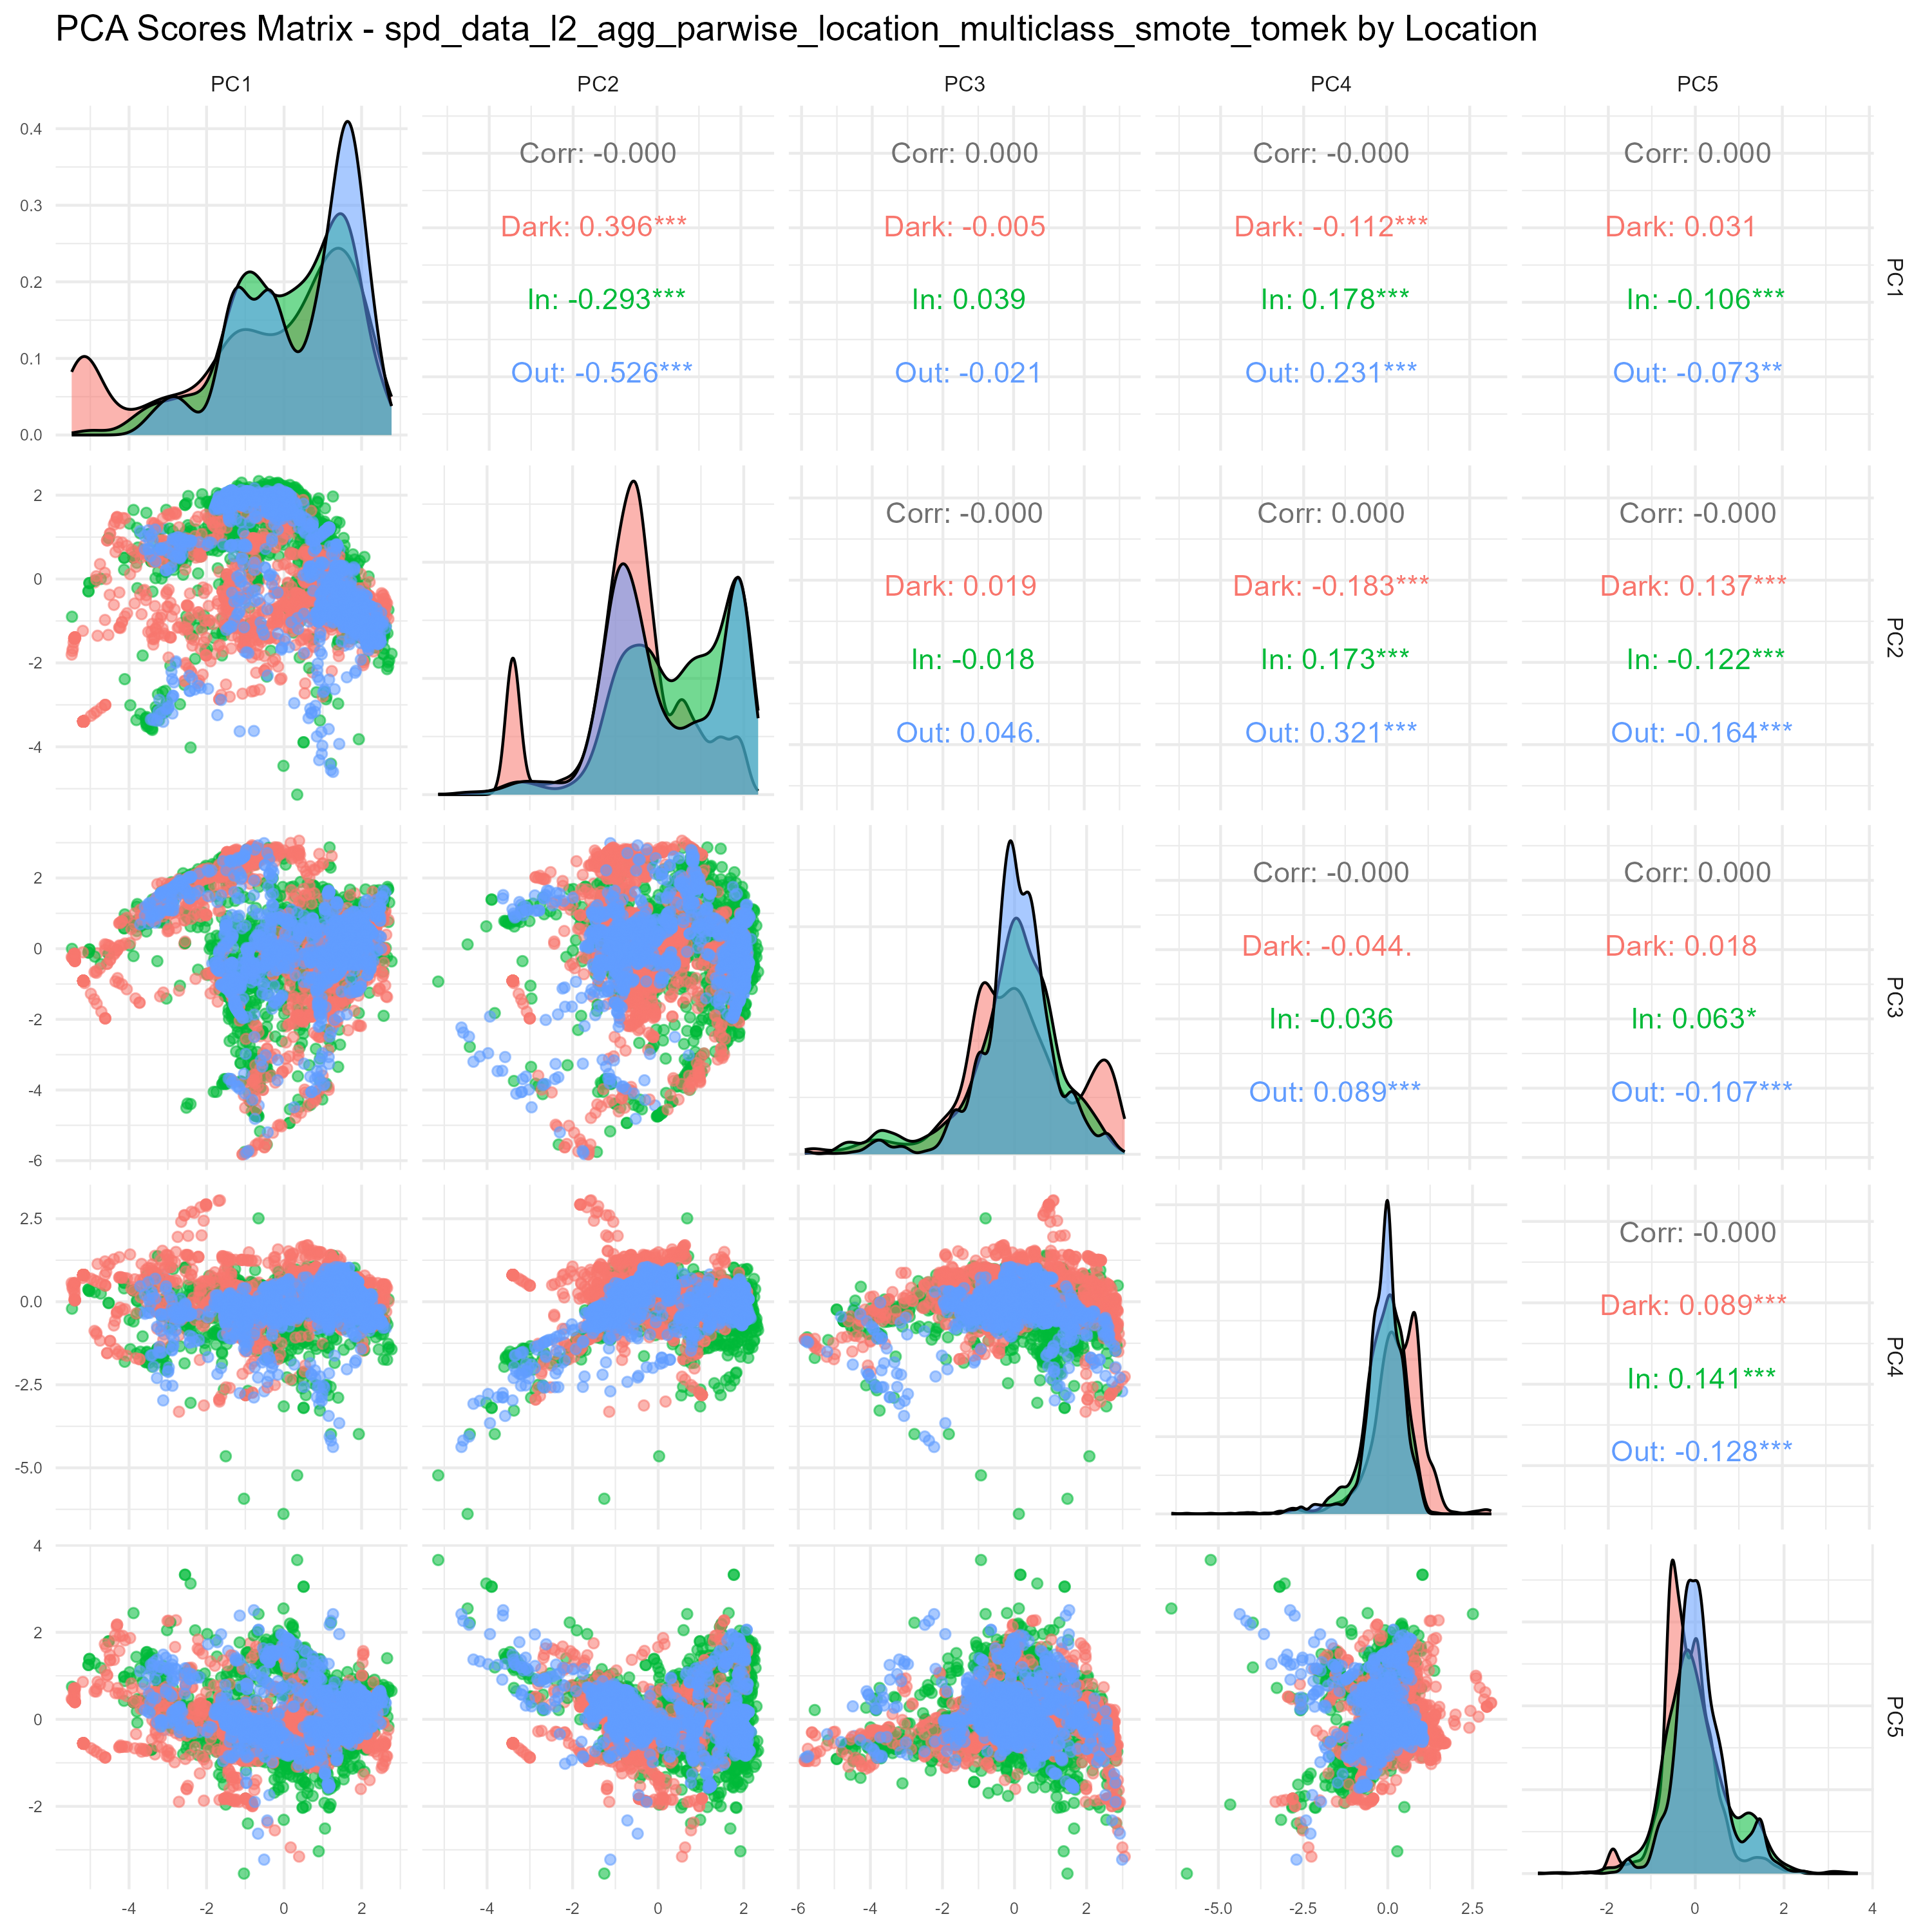 PCA Scores Matrix - spd_data_l2_agg_parwise_location_multiclass_smote_tomek by Location
PC1 PC2 PC3 PC4 PC5
0.4
0.3
0.2
0.1
0.0
Corr: -0.000
Dark: 0.396***
In: -0.293***
Out: -0.526***
Corr: 0.000
Dark: -0.005
In: 0.039
Out: -0.021
Corr: -0.000
Dark: -0.112***
In: 0.178***
Out: 0.231***
Corr: 0.000
Dark: 0.031
In: -0.106***
Out: -0.073**
PC1
2
0
-2
-4
Corr: -0.000
Dark: 0.019
In: -0.018
Out: 0.046.
Corr: 0.000
Dark: -0.183***
In: 0.173***
Out: 0.321***
Corr: -0.000
Dark: 0.137***
In: -0.122***
Out: -0.164***
PC2
2
0
-2
-4
-6
Corr: -0.000
Dark: -0.044.
In: -0.036
Out: 0.089***
Corr: 0.000
Dark: 0.018
In: 0.063*
Out: -0.107***
PC3
2.5
0.0
-2.5
-5.0
Corr: -0.000
Dark: 0.089***
In: 0.141***
Out: -0.128***
PC4
4
2
0
-2
PC5
-4 -2 0 2
-4 -2 0 2
-6 -4 -2 0 2
-5.0 -2.5 0.0 2.5
-2 0 2 4